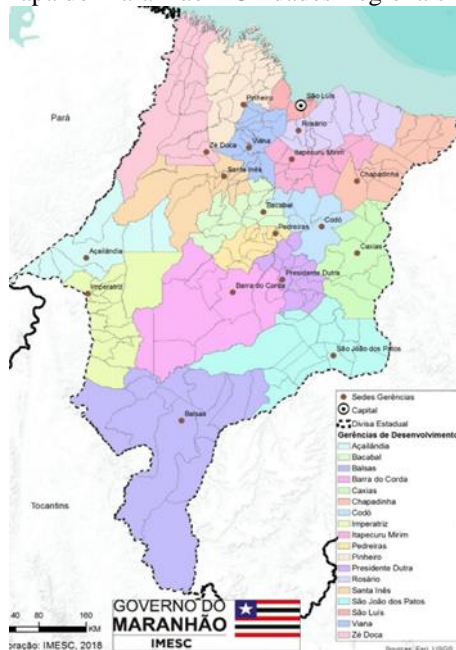 Pará
Pinheiro
São Luís
Rosário
Viana
Zé Doca
Itapecuru Mirim
Santa Inês
Chapadinha
Bacabal
Codó
Pedreiras
Açailândia
Caxias
Imperatriz
Presidente Dutra
Barra do Corda
São João dos Patos
Balsas
Tocantins
Sedes Gerências
Capital
Divisa Estadual
Gerências de Desenvolvimento
Açailândia
Bacabal
Balsas
Barra do Corda
Caxias
Chapadinha
Codó
Imperatriz
Itapecuru Mirim
Pedreiras
Pinheiro
Presidente Dutra
Rosário
Santa Inês
São João dos Patos
São Luís
Viana
Zé Doca
40 80 160
KM
GOVERNO DO
MARANHÃO
IMESC
oração: IMESC, 2018
Sources: Esri, USGS